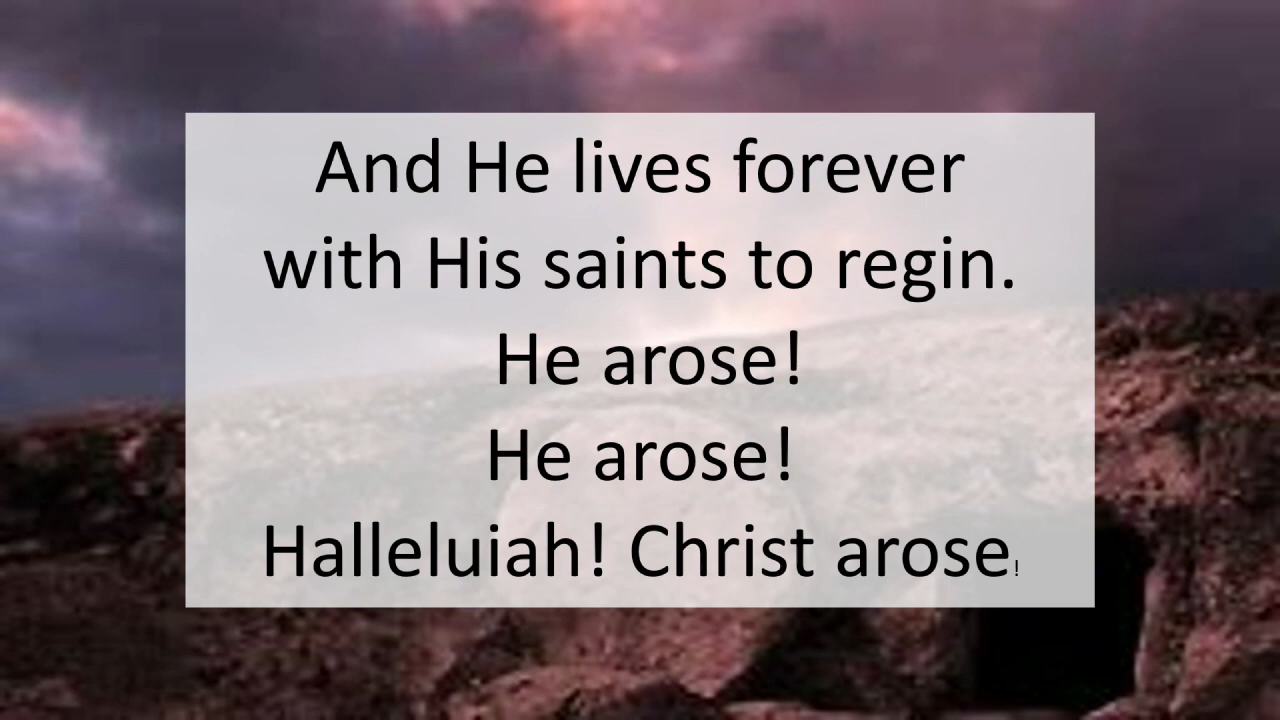 And He lives forever
with His saints to regin.
He arose!
He arose!
Halleluiah! Christ arose!